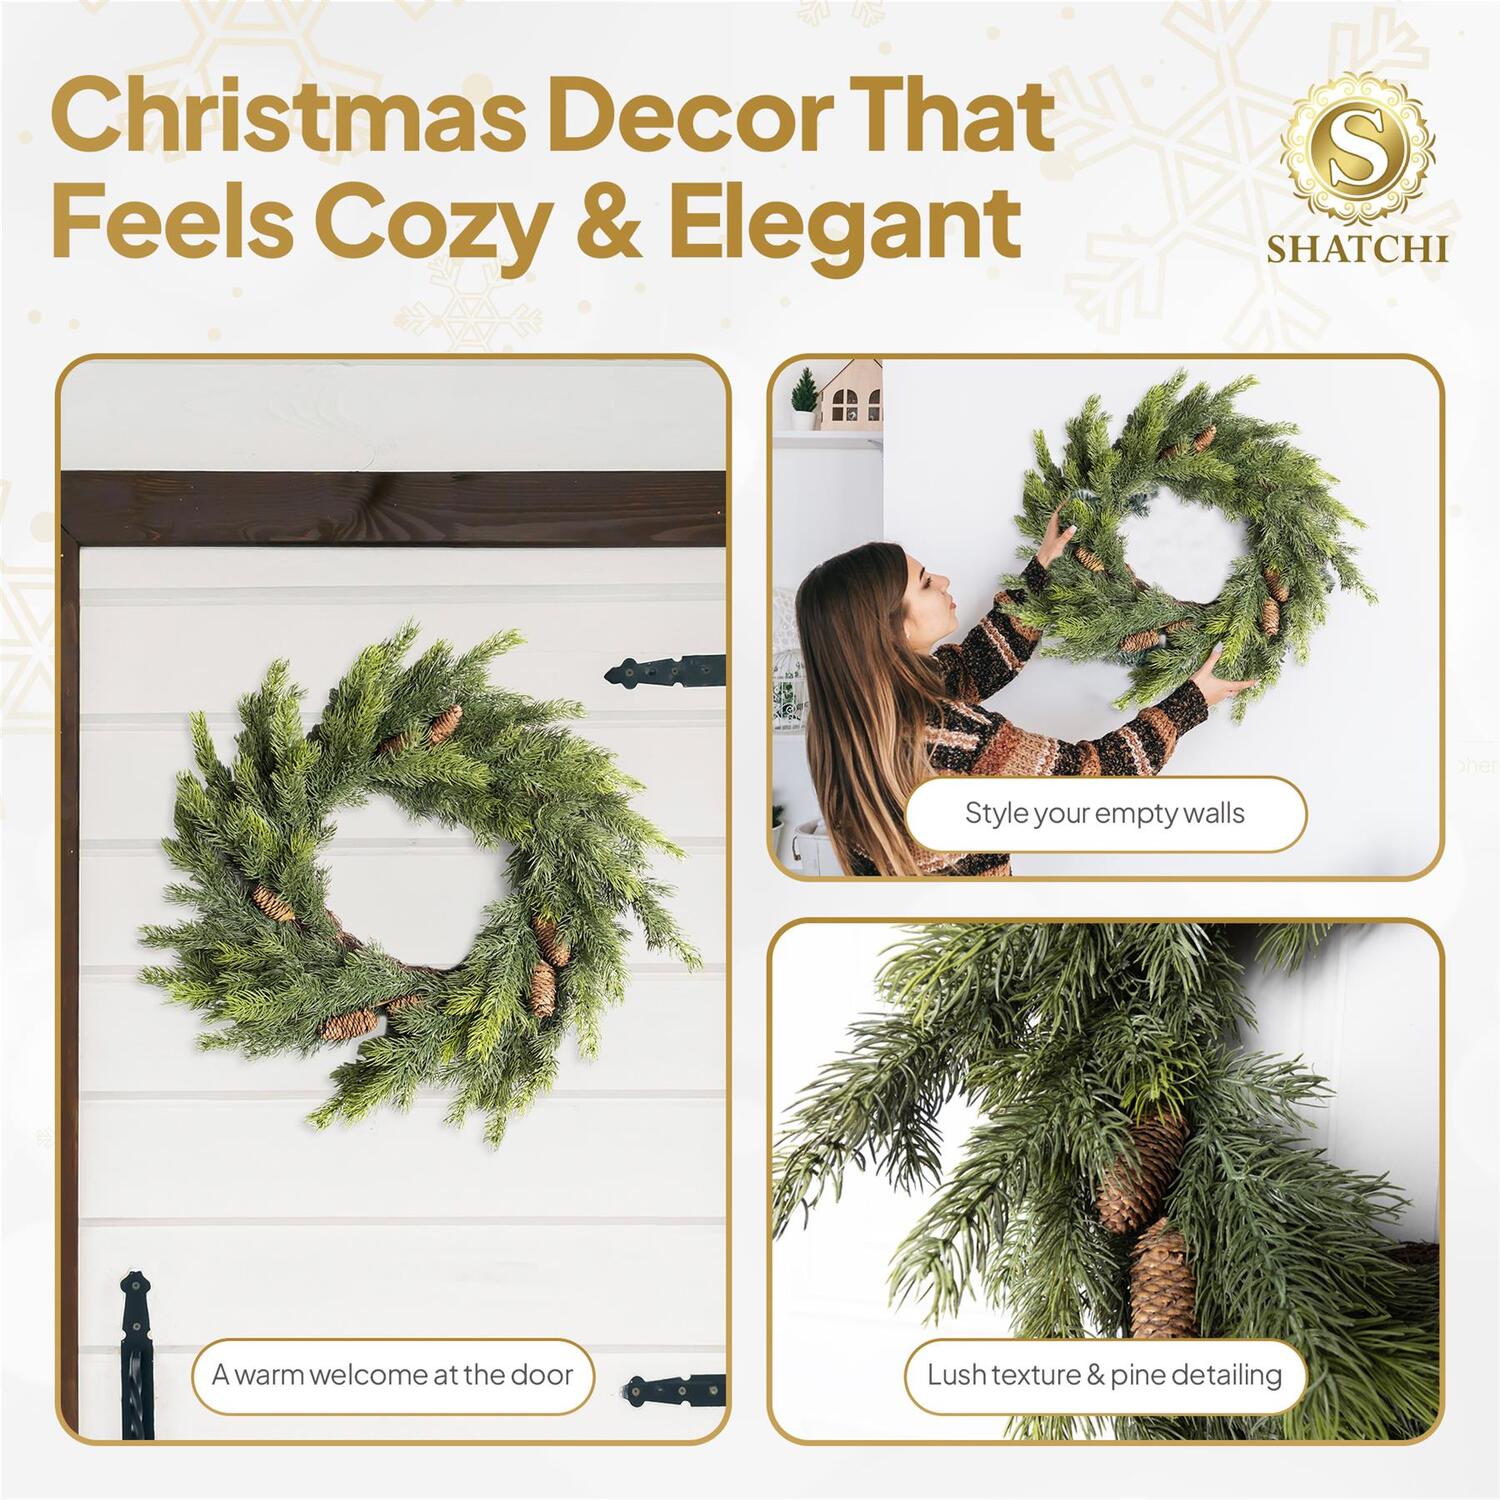 Christmas Decor That
Feels Cozy & Elegant
S
SHATCHI
Style your empty walls
A warm welcome at the door
Lush texture & pine detailing